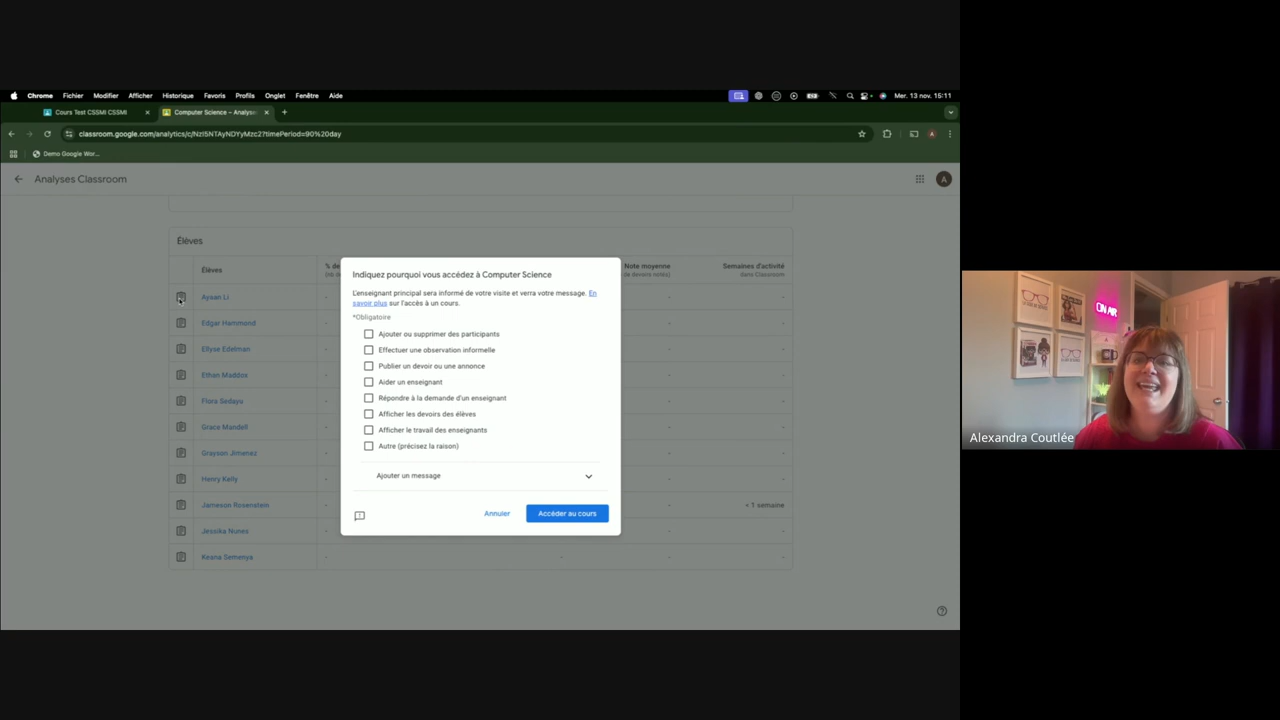 Chrome Fichier Modifier Afficher Historique Favoris Profils Onglet Fenêtre Aide Mer. 13 nov. 15:11
Cours Test CSSMI CSSMI
Computer Science – Analyse
classroom.google.com/analytics/c/NzI5NTAyNDYyMzc2?timePeriod=90%20day
Demo Google Wor...
Analyses Classroom
A
Élèves
Élèves
% de
Note moyenne
Semaines d'activité
de devoirs notés)
dans Classroom
Aysan Li
Edgar Hammond
Ellyse Edelman
Ethan Maddox
Flora Sedaya
Grace Mandell
Grayson Jimenez
Henry Kelly
Jameson Rosenstein < 1 semaine
Jessika Nunes
Keana Semenya
Indiquez pourquoi vous accédez à Computer Science
L'enseignant principal sera informé de votre visite et verra votre message. En
savoir plus sur l'accès à un cours.
*Obligatoire
Ajouter ou supprimer des participants
Effectuer une observation informelle
Publier un devoir ou une annonce
Aider un enseignant
Répondre à la demande d'un enseignant
Afficher les devoirs des élèves
Afficher le travail des enseignants
Autre (précisez la raison)
Ajouter un message
Annuler
Accéder au cours
ON AIR
Alexandra Coutlée